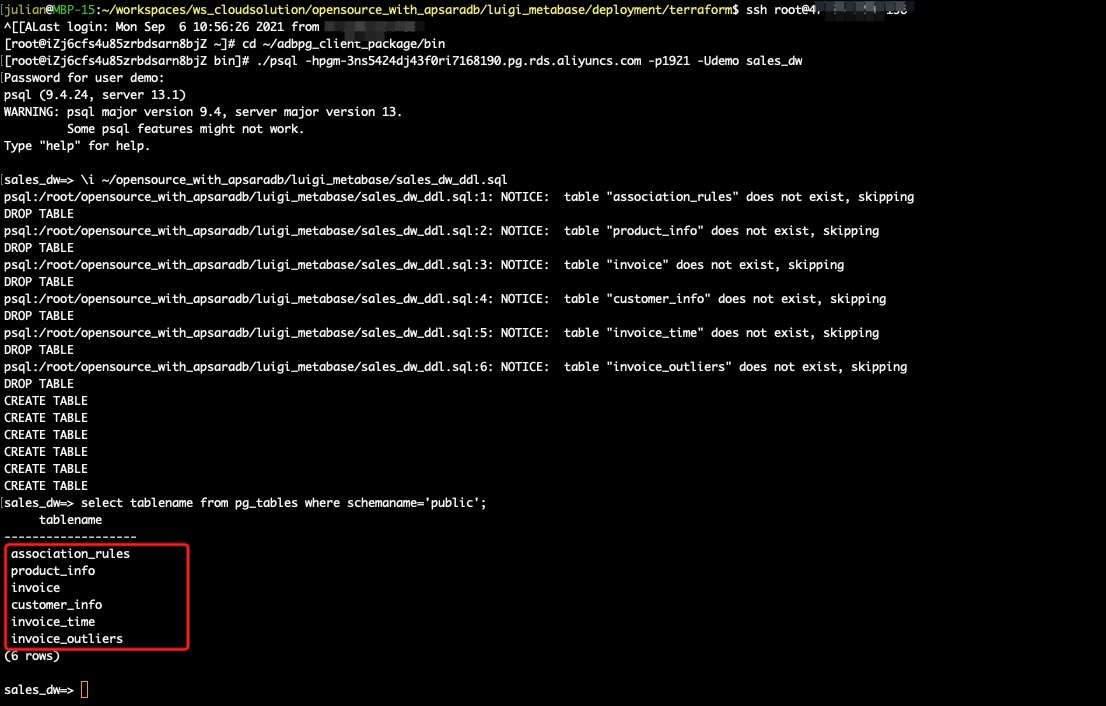 julian@MBP-15:~/workspaces/ws_cloudsolution/opensource_with_apsaradb/luigi_metabase/deployment/terraform$ ssh root@4
^[[ALast login: Mon Sep  6 10:56:26 2021 from
[root@iZj6cfs4u85zrbdsarn8bjZ ~]# cd ~/adbpg_client_package/bin
[root@iZj6cfs4u85zrbdsarn8bjZ bin]# ./psql -hpgm-3ns5424dj43f0ri7168190.pg.rds.aliyuncs.com -p1921 -Udemo sales_dw
Password for user demo:
psql (9.4.24, server 13.1)
WARNING: psql major version 9.4, server major version 13.
         Some psql features might not work.
Type "help" for help.
sales_dw=> \i ~/opensource_with_apsaradb/luigi_metabase/sales_dw_ddl.sql
psql:/root/opensource_with_apsaradb/luigi_metabase/sales_dw_ddl.sql:1: NOTICE:  table "association_rules" does not exist, skipping
DROP TABLE
psql:/root/opensource_with_apsaradb/luigi_metabase/sales_dw_ddl.sql:2: NOTICE:  table "product_info" does not exist, skipping
DROP TABLE
psql:/root/opensource_with_apsaradb/luigi_metabase/sales_dw_ddl.sql:3: NOTICE:  table "invoice" does not exist, skipping
DROP TABLE
psql:/root/opensource_with_apsaradb/luigi_metabase/sales_dw_ddl.sql:4: NOTICE:  table "customer_info" does not exist, skipping
DROP TABLE
psql:/root/opensource_with_apsaradb/luigi_metabase/sales_dw_ddl.sql:5: NOTICE:  table "invoice_time" does not exist, skipping
DROP TABLE
psql:/root/opensource_with_apsaradb/luigi_metabase/sales_dw_ddl.sql:6: NOTICE:  table "invoice_outliers" does not exist, skipping
DROP TABLE
CREATE TABLE
CREATE TABLE
CREATE TABLE
CREATE TABLE
CREATE TABLE
CREATE TABLE
sales_dw=> select tablename from pg_tables where schemaname='public';
     tablename
-------------------
 association_rules
 product_info
 invoice
 customer_info
 invoice_time
 invoice_outliers
(6 rows)
sales_dw=>